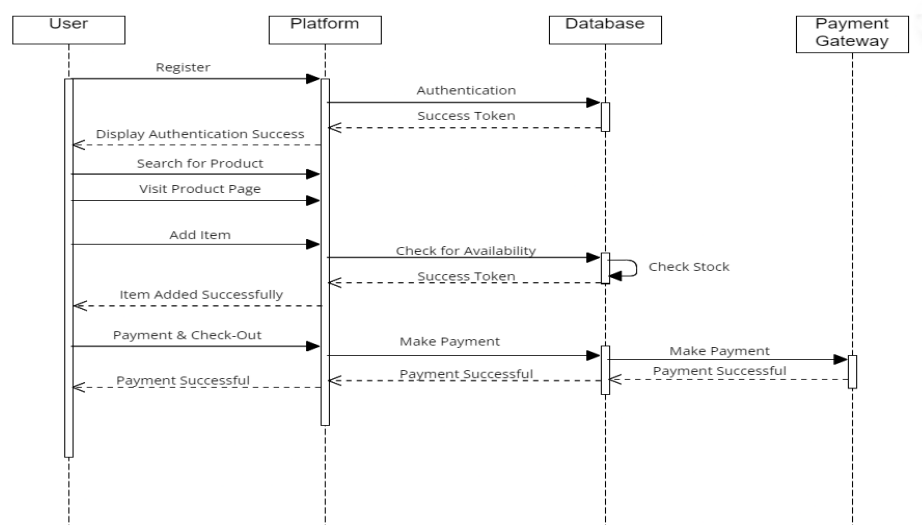 User
Platform
Database
Payment
Gateway
Register
Authentication
Success Token
Display Authentication Success
Search for Product
Visit Product Page
Add Item
Check for Availability
Check Stock
Success Token
Item Added Successfully
Payment & Check-Out
Make Payment
Make Payment
Payment Successful
Payment Successful
Payment Successful